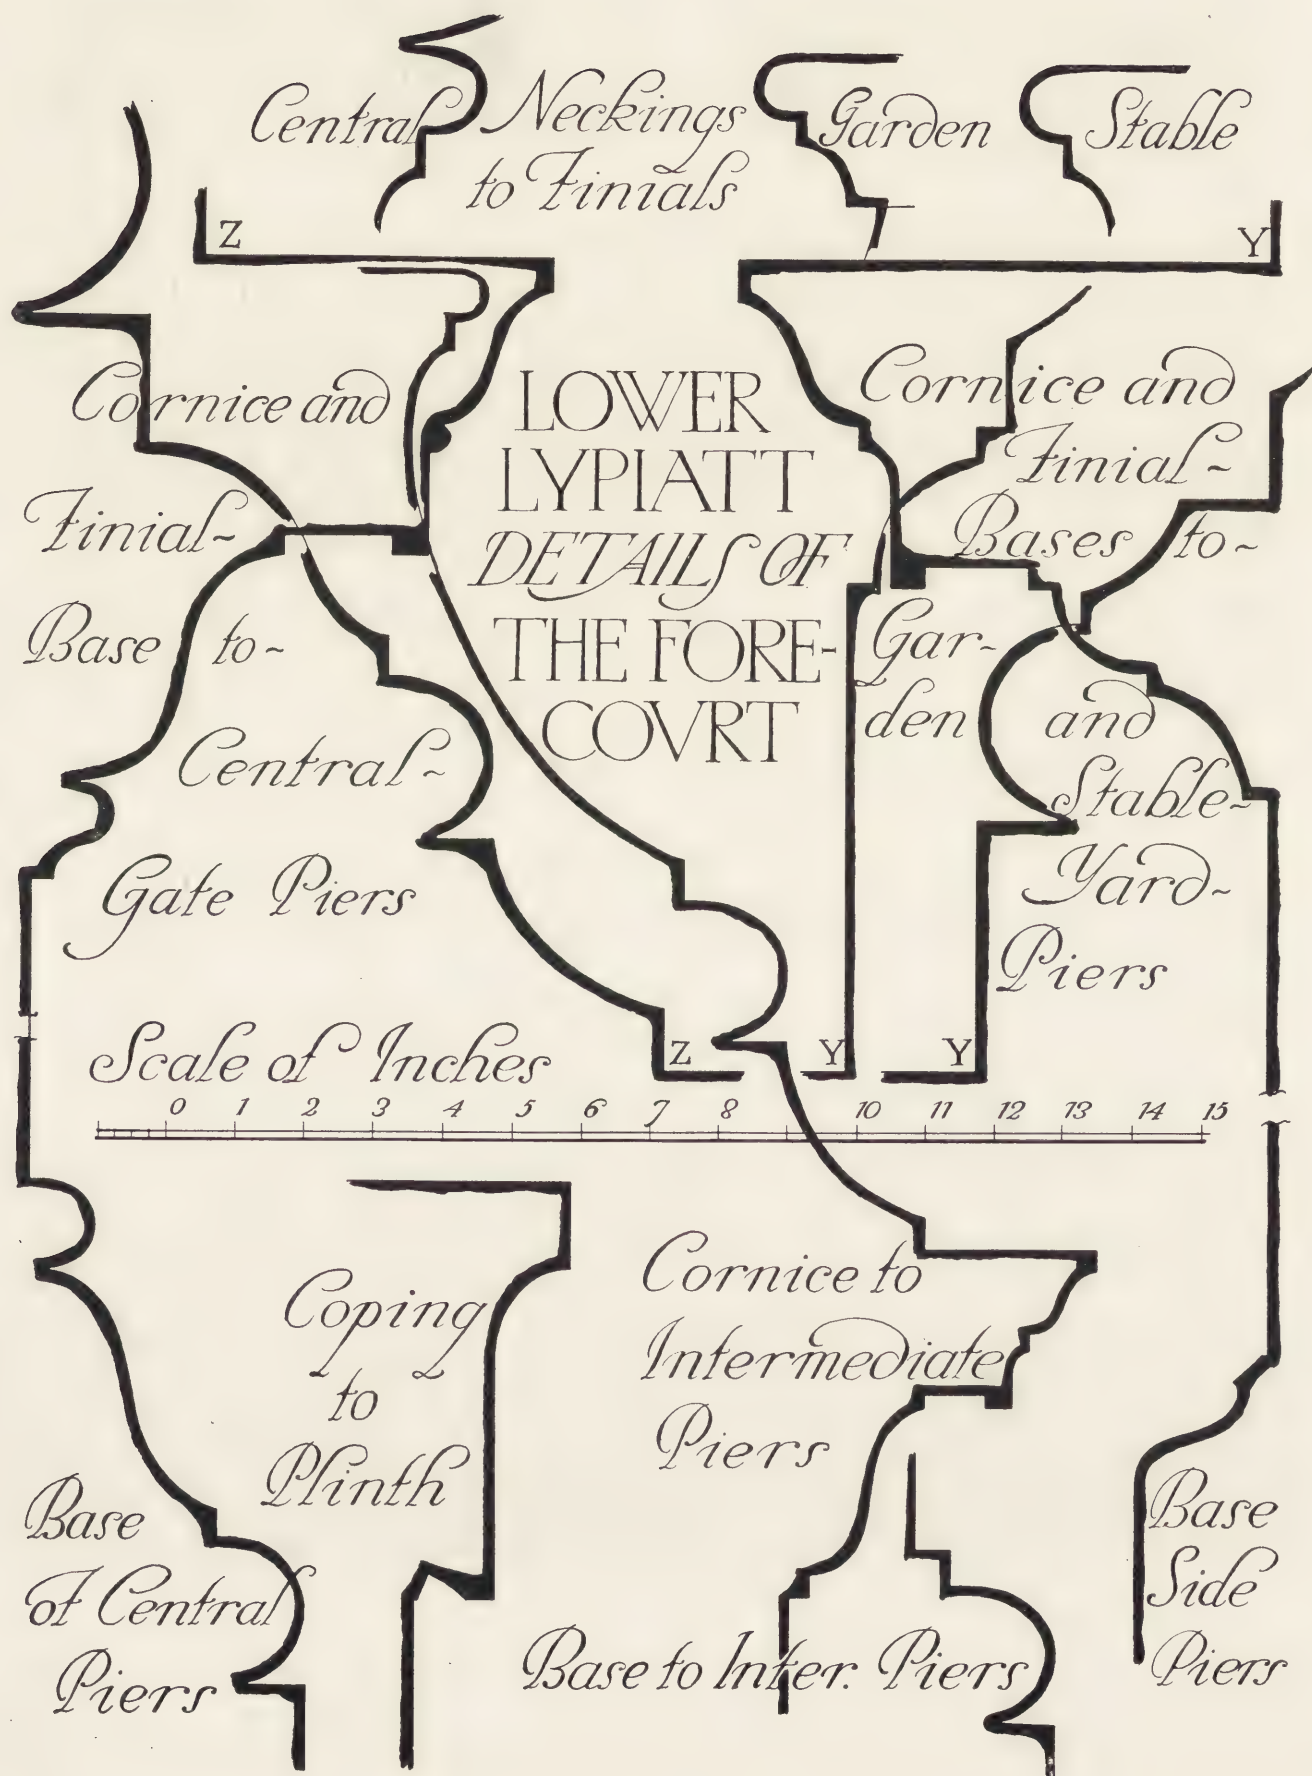 Central
Neckings
to Finials
Garden
Stable
Z
Y
Cornice and
Finial~
Base to~
Central~
Gate Piers
LOWER
LYPIATT
DETAILS OF
THE FORE-
COVRT
Cornice and
Finial~
Bases to~
Gar-
den
and
Stable~
Yard~
Piers
Z
Y
Y
Scale of Inches
0 1 2 3 4 5 6 7 8 10 11 12 13 14 15
Coping
to
Plinth
Cornice to
Intermediate
Piers
Base
of Central
Piers
Base to Inter. Piers
Base
Side
Piers